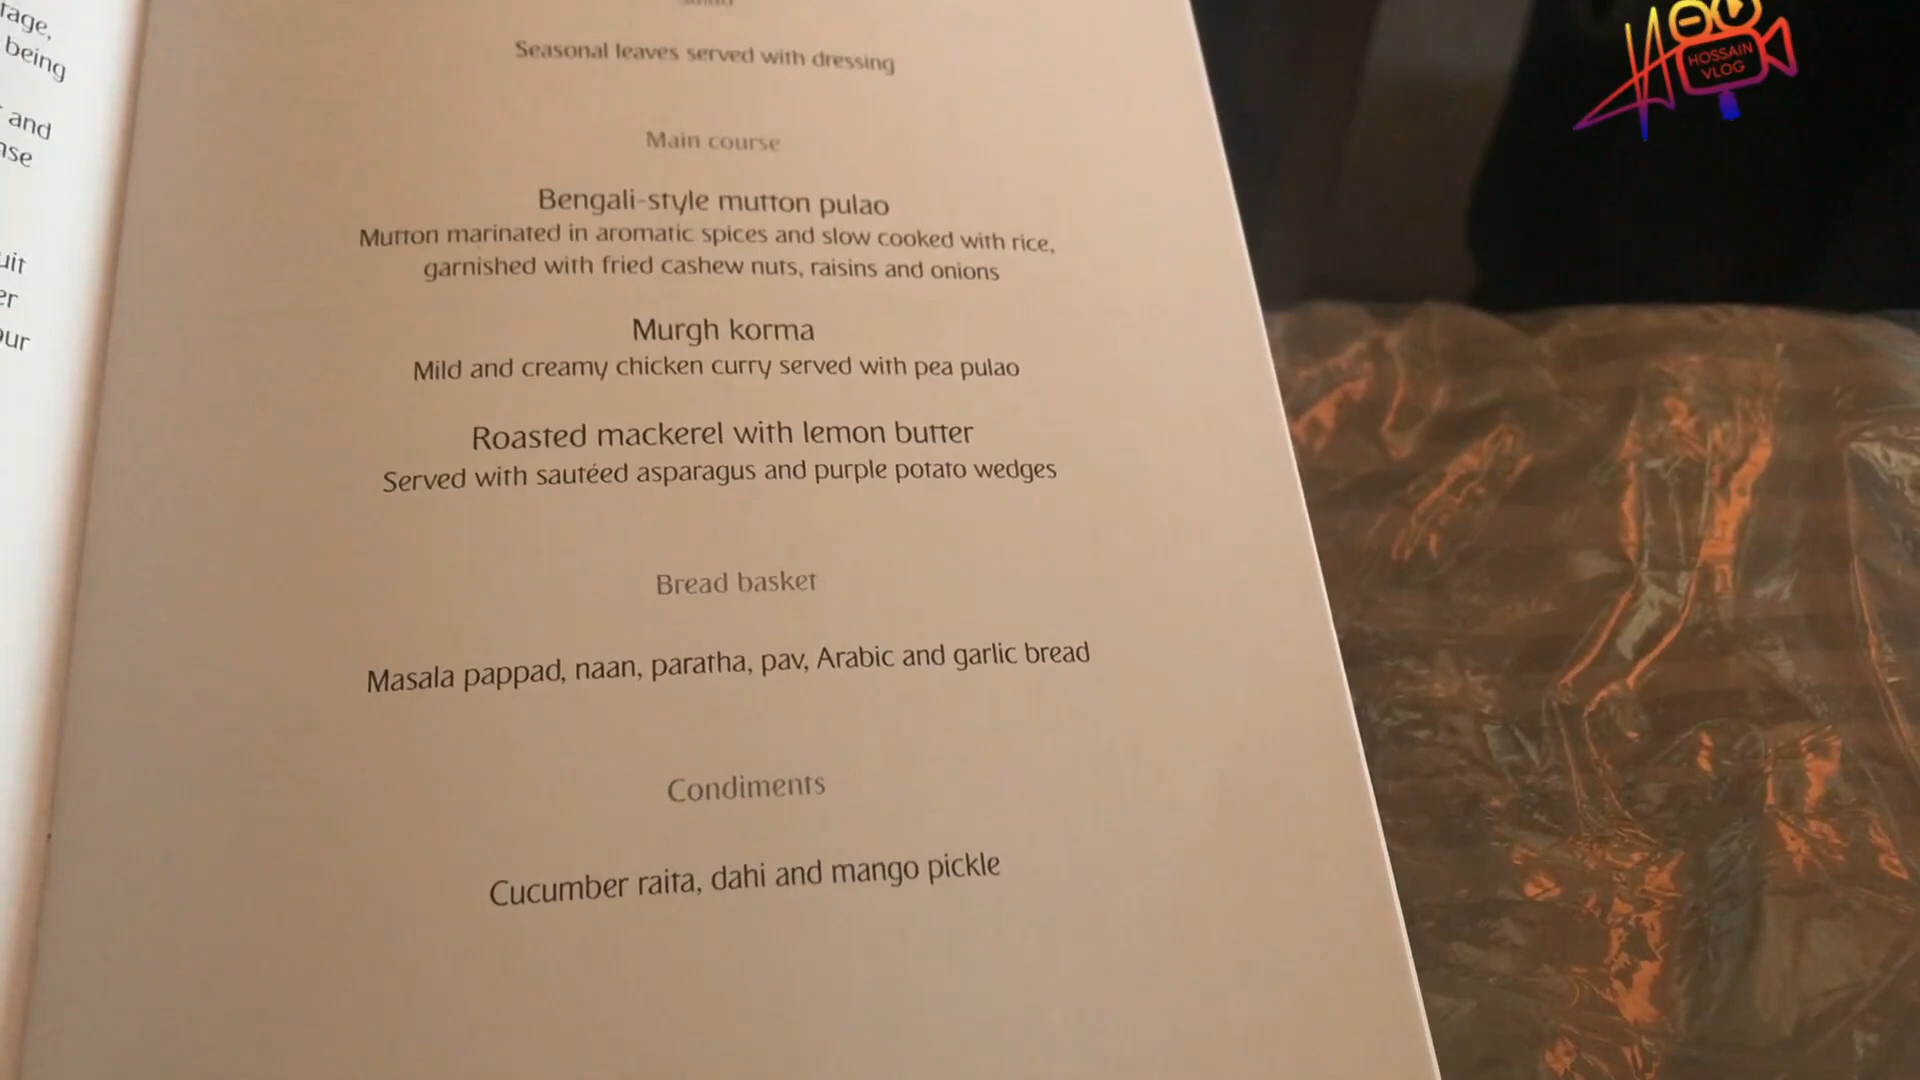 being
and
Seasonal leaves served with dressing
Main course
Bengali-style mutton pulao
Mutton marinated in aromatic spices and slow cooked with rice,
garnished with fried cashew nuts, raisins and onions
Murgh korma
Mild and creamy chicken curry served with pea pulao
Roasted mackerel with lemon butter
Served with sautéed asparagus and purple potato wedges
Bread basket
Masala pappad, naan, paratha, pav, Arabic and garlic bread
Condiments
Cucumber raita, dahi and mango pickle
HOSSAIN
VLOG